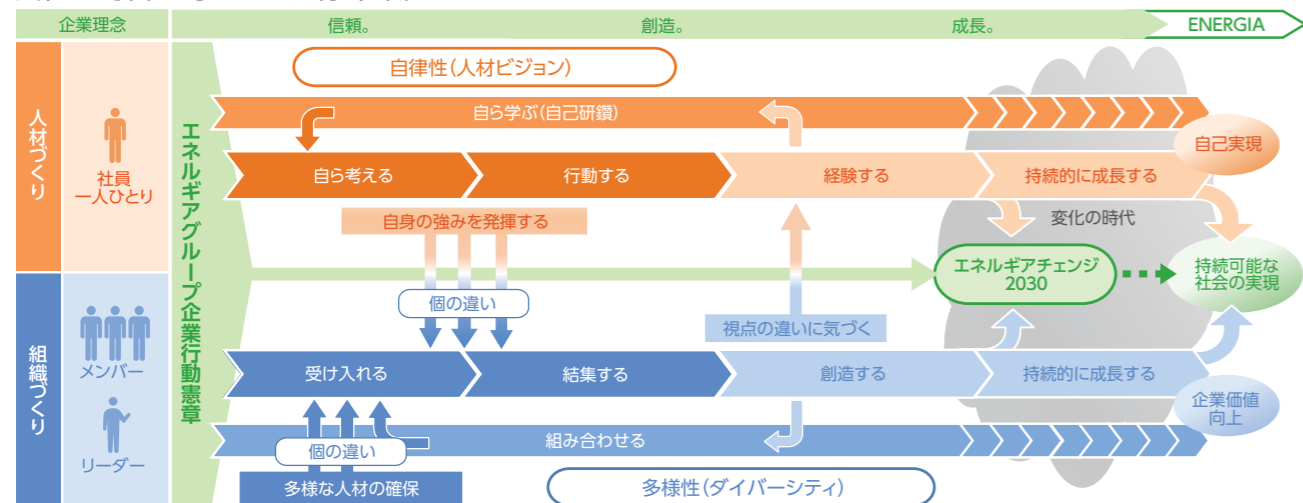 企業理念
信頼。
創造。
成長。
ENERGIA
人材づくり
社員
一人ひとり
エネルギアグループ企業行動憲章
自律性(人材ビジョン)
自ら学ぶ(自己研鑽)
自己実現
自ら考える
行動する
経験する
持続的に成長する
自身の強みを発揮する
変化の時代
エネルギアチェンジ
2030
持続可能な
社会の実現
個の違い
視点の違いに気づく
組織づくり
メンバー
リーダー
受け入れる
結集する
創造する
持続的に成長する
企業価値
向上
組み合わせる
個の違い
多様な人材の確保
多様性(ダイバーシティ)